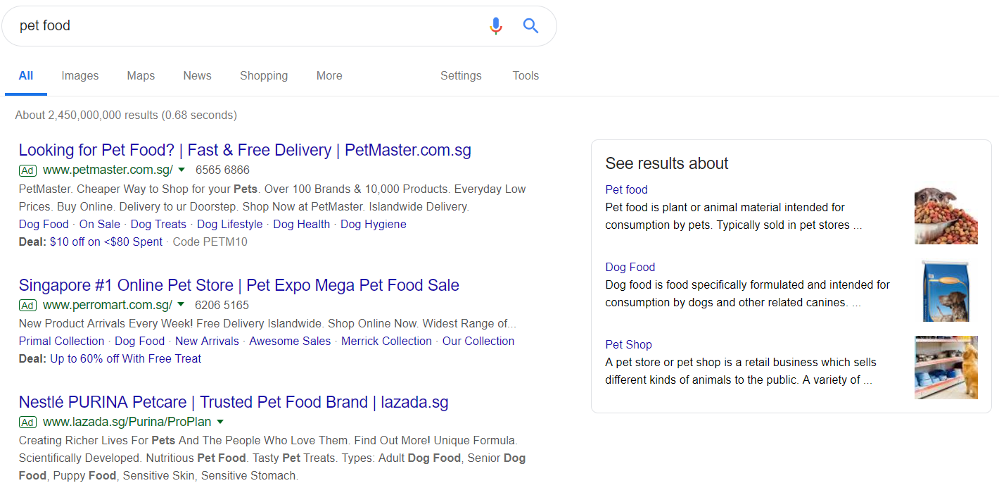 pet food
All Images Maps News Shopping More Settings Tools
About 2,450,000,000 results (0.68 seconds)
Looking for Pet Food? | Fast & Free Delivery | PetMaster.com.sg
Ad www.petmaster.com.sg/ 6565 6866
PetMaster. Cheaper Way to Shop for your Pets. Over 100 Brands & 10,000 Products. Everyday Low
Prices. Buy Online. Delivery to ur Doorstep. Shop Now at PetMaster. Islandwide Delivery.
Dog Food · On Sale · Dog Treats · Dog Lifestyle · Dog Health · Dog Hygiene
Deal: $10 off on <$80 Spent · Code PETM10
Singapore #1 Online Pet Store | Pet Expo Mega Pet Food Sale
Ad www.perromart.com.sg/ 6206 5165
New Product Arrivals Every Week! Free Delivery Islandwide. Shop Online Now. Widest Range of...
Primal Collection · Dog Food · New Arrivals · Awesome Sales · Merrick Collection · Our Collection
Deal: Up to 60% off With Free Treat
Nestlé PURINA Petcare | Trusted Pet Food Brand | lazada.sg
Ad www.lazada.sg/Purina/ProPlan
Creating Richer Lives For Pets And The People Who Love Them. Find Out More! Unique Formula.
Scientifically Developed. Nutritious Pet Food. Tasty Pet Treats. Types: Adult Dog Food, Senior Dog
Food, Puppy Food, Sensitive Skin, Sensitive Stomach.
See results about
Pet food
Pet food is plant or animal material intended for
consumption by pets. Typically sold in pet stores ...
Dog Food
Dog food is food specifically formulated and intended for
consumption by dogs and other related canines. ...
Pet Shop
A pet store or pet shop is a retail business which sells
different kinds of animals to the public. A variety of ...